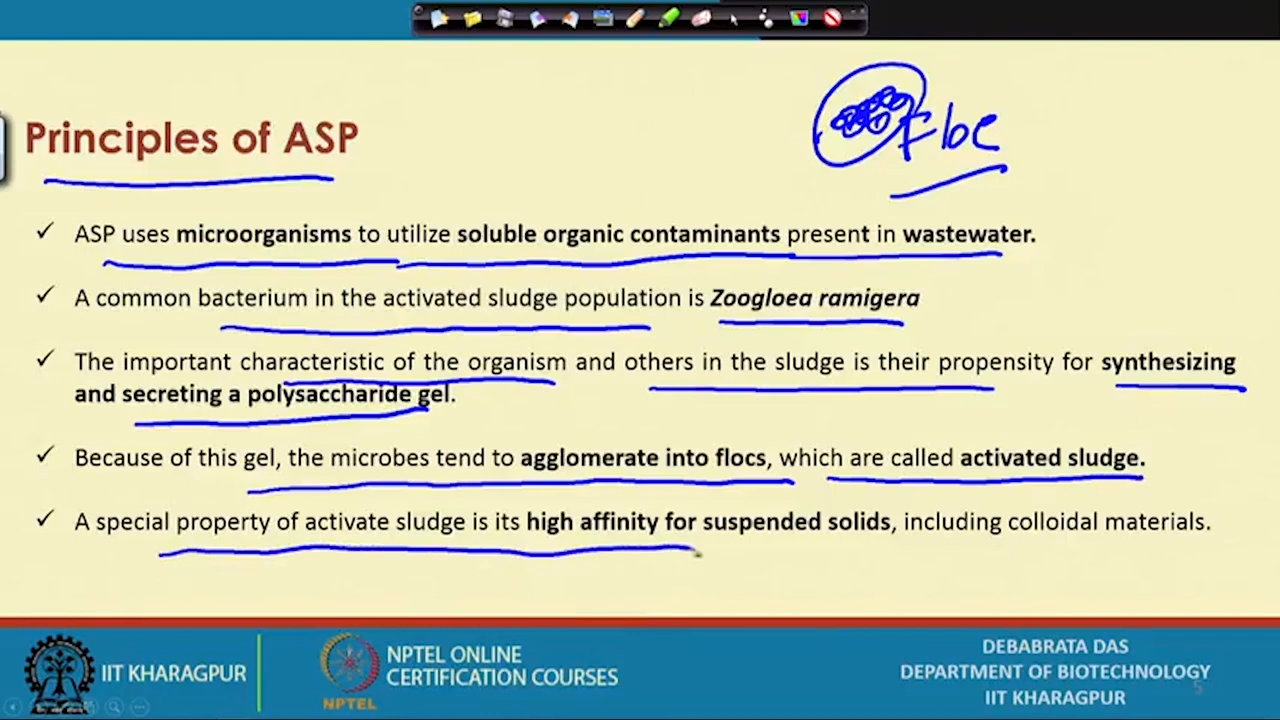 Principles of ASP
✓ ASP uses microorganisms to utilize soluble organic contaminants present in wastewater.
✓ A common bacterium in the activated sludge population is Zoogloea ramigera
✓ The important characteristic of the organism and others in the sludge is their propensity for synthesizing
and secreting a polysaccharide gel.
✓ Because of this gel, the microbes tend to agglomerate into flocs, which are called activated sludge.
✓ A special property of activate sludge is its high affinity for suspended solids, including colloidal materials.
IIT KHARAGPUR
NPTEL
NPTEL ONLINE
CERTIFICATION COURSES
DEBABRATA DAS
DEPARTMENT OF BIOTECHNOLOGY
IIT KHARAGPUR
5